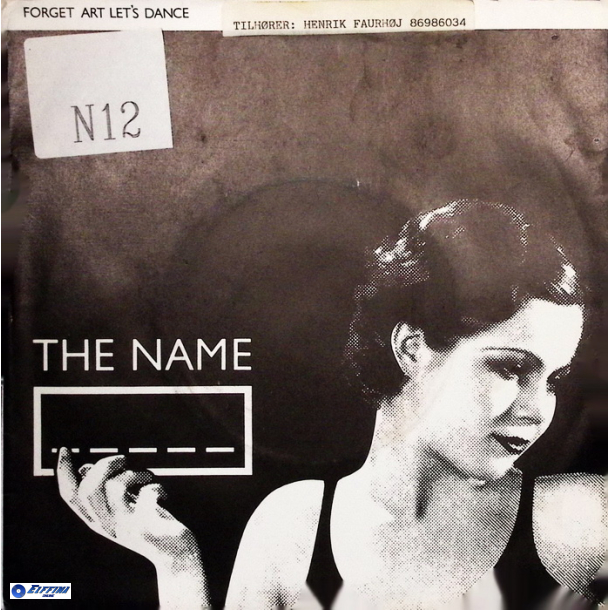 FORGET ART LET'S DANCE
TILHØRER: HENRIK FAURHØJ 86986034
N12
THE NAME